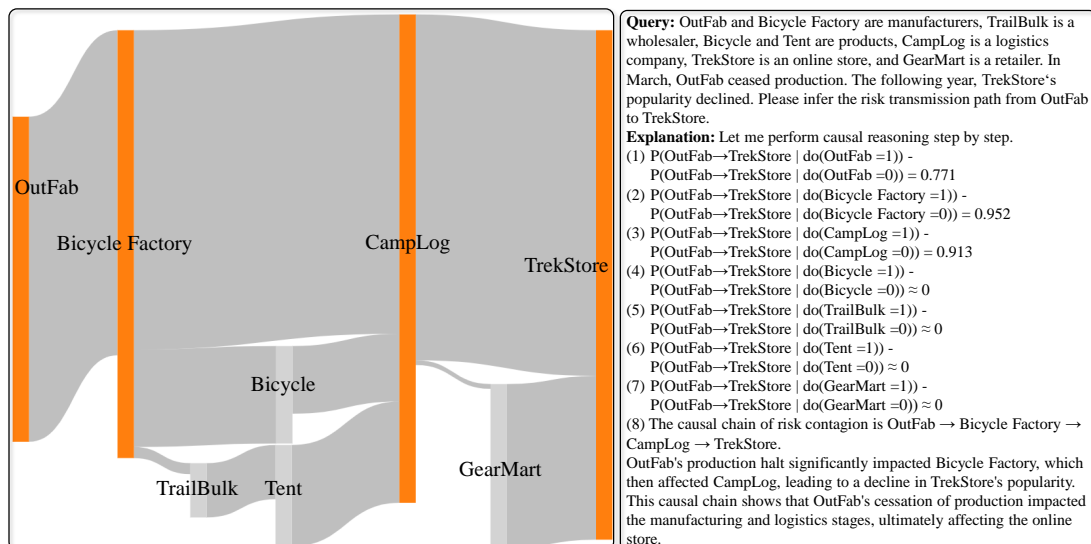 OutFab
Bicycle Factory
CampLog
TrekStore
Bicycle
TrailBulk
Tent
GearMart
Query: OutFab and Bicycle Factory are manufacturers, TrailBulk is a
wholesaler, Bicycle and Tent are products, CampLog is a logistics
company, TrekStore is an online store, and GearMart is a retailer. In
March, OutFab ceased production. The following year, TrekStore‘s
popularity declined. Please infer the risk transmission path from OutFab
to TrekStore.
Explanation: Let me perform causal reasoning step by step.
(1) P(OutFab→TrekStore | do(OutFab =1)) -
P(OutFab→TrekStore | do(OutFab =0)) = 0.771
(2) P(OutFab→TrekStore | do(Bicycle Factory =1)) -
P(OutFab→TrekStore | do(Bicycle Factory =0)) = 0.952
(3) P(OutFab→TrekStore | do(CampLog =1)) -
P(OutFab→TrekStore | do(CampLog =0)) = 0.913
(4) P(OutFab→TrekStore | do(Bicycle =1)) -
P(OutFab→TrekStore | do(Bicycle =0)) ≈ 0
(5) P(OutFab→TrekStore | do(TrailBulk =1)) -
P(OutFab→TrekStore | do(TrailBulk =0)) ≈ 0
(6) P(OutFab→TrekStore | do(Tent =1)) -
P(OutFab→TrekStore | do(Tent =0)) ≈ 0
(7) P(OutFab→TrekStore | do(GearMart =1)) -
P(OutFab→TrekStore | do(GearMart =0)) ≈ 0
(8) The causal chain of risk contagion is OutFab → Bicycle Factory →
CampLog → TrekStore.
OutFab's production halt significantly impacted Bicycle Factory, which
then affected CampLog, leading to a decline in TrekStore's popularity.
This causal chain shows that OutFab's cessation of production impacted
the manufacturing and logistics stages, ultimately affecting the online
store.